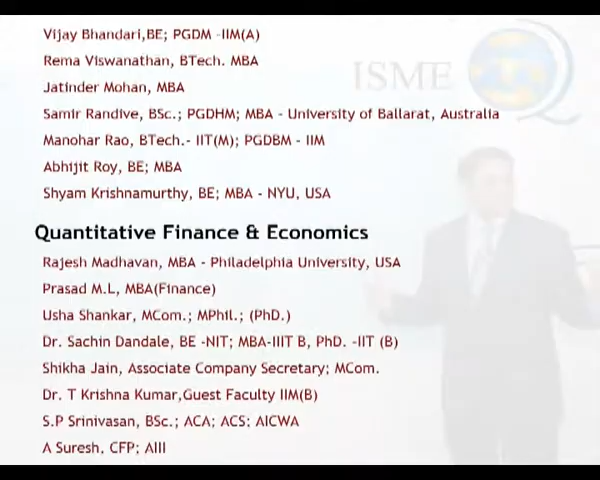 Vijay Bhandari,BE; PGDM -IIM(A)
Rema Viswanathan, BTech. MBA
ISME
Jatinder Mohan, MBA
Samir Randive, BSc.; PGDHM; MBA - University of Ballarat, Australia
Manohar Rao, BTech.- IIT(M); PGDBM - IIM
Abhijit Roy, BE; MBA
Shyam Krishnamurthy, BE; MBA - NYU, USA
Quantitative Finance & Economics
Rajesh Madhavan, MBA - Philadelphia University, USA
Prasad M.L, MBA(Finance)
Usha Shankar, MCom.; MPhil.; (PhD.)
Dr. Sachin Dandale, BE -NIT; MBA-IIIT B, PhD. -IIT (B)
Shikha Jain, Associate Company Secretary; MCom.
Dr. T Krishna Kumar,Guest Faculty IIM(B)
S.P Srinivasan, BSc.; ACA; ACS; AICWA
A Suresh, CFP; AIII